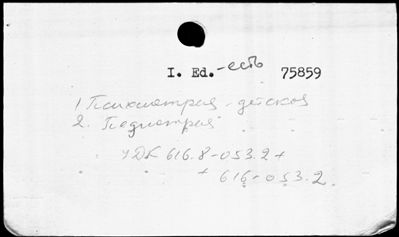 I. Ed. - есть 75859
1 Психиатрия - детская
2. Педиатрия
УДК 616.8-053.2 +
+ 616-053.2.